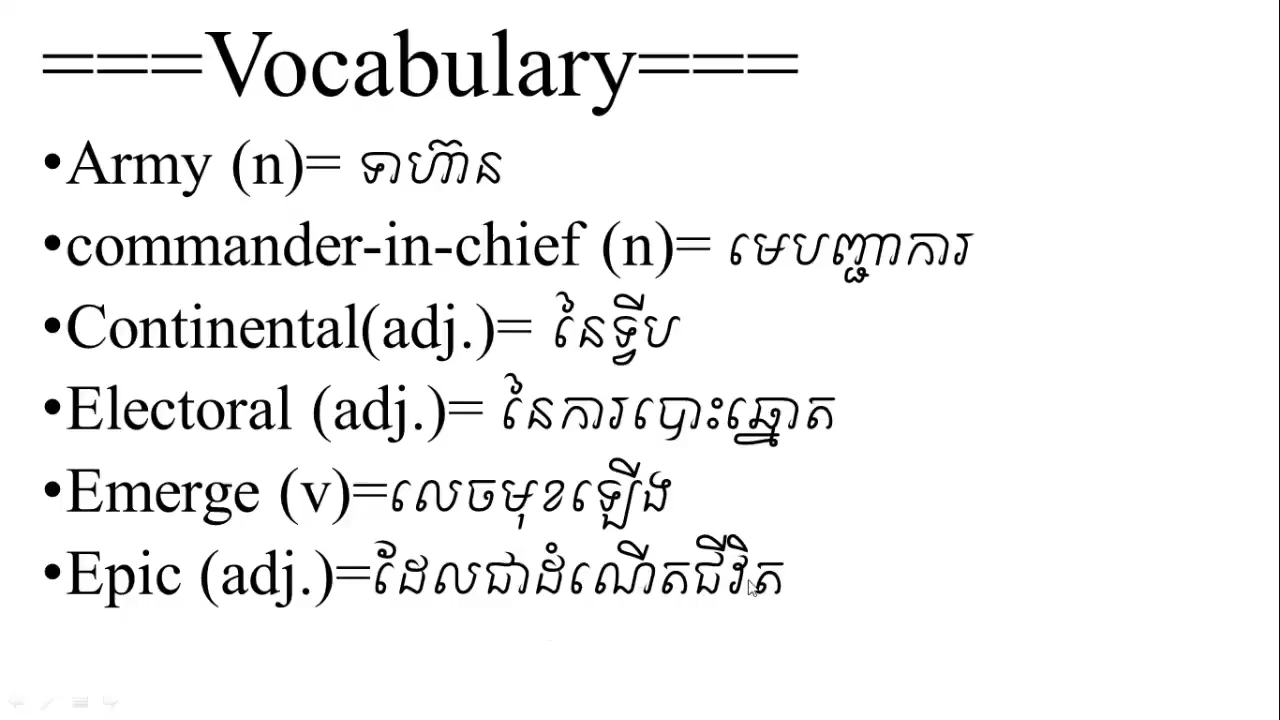 ===Vocabulary===
•Army (n)= ទាហ៊ាន
•commander-in-chief (n)= មេបញ្ជាការ
•Continental(adj.)= នៃទ្វីប
•Electoral (adj.)= នៃការបោះឆ្នោត
•Emerge (v)=លេចមុខឡើង
•Epic (adj.)=ដែលជាដំណើតជីវិត